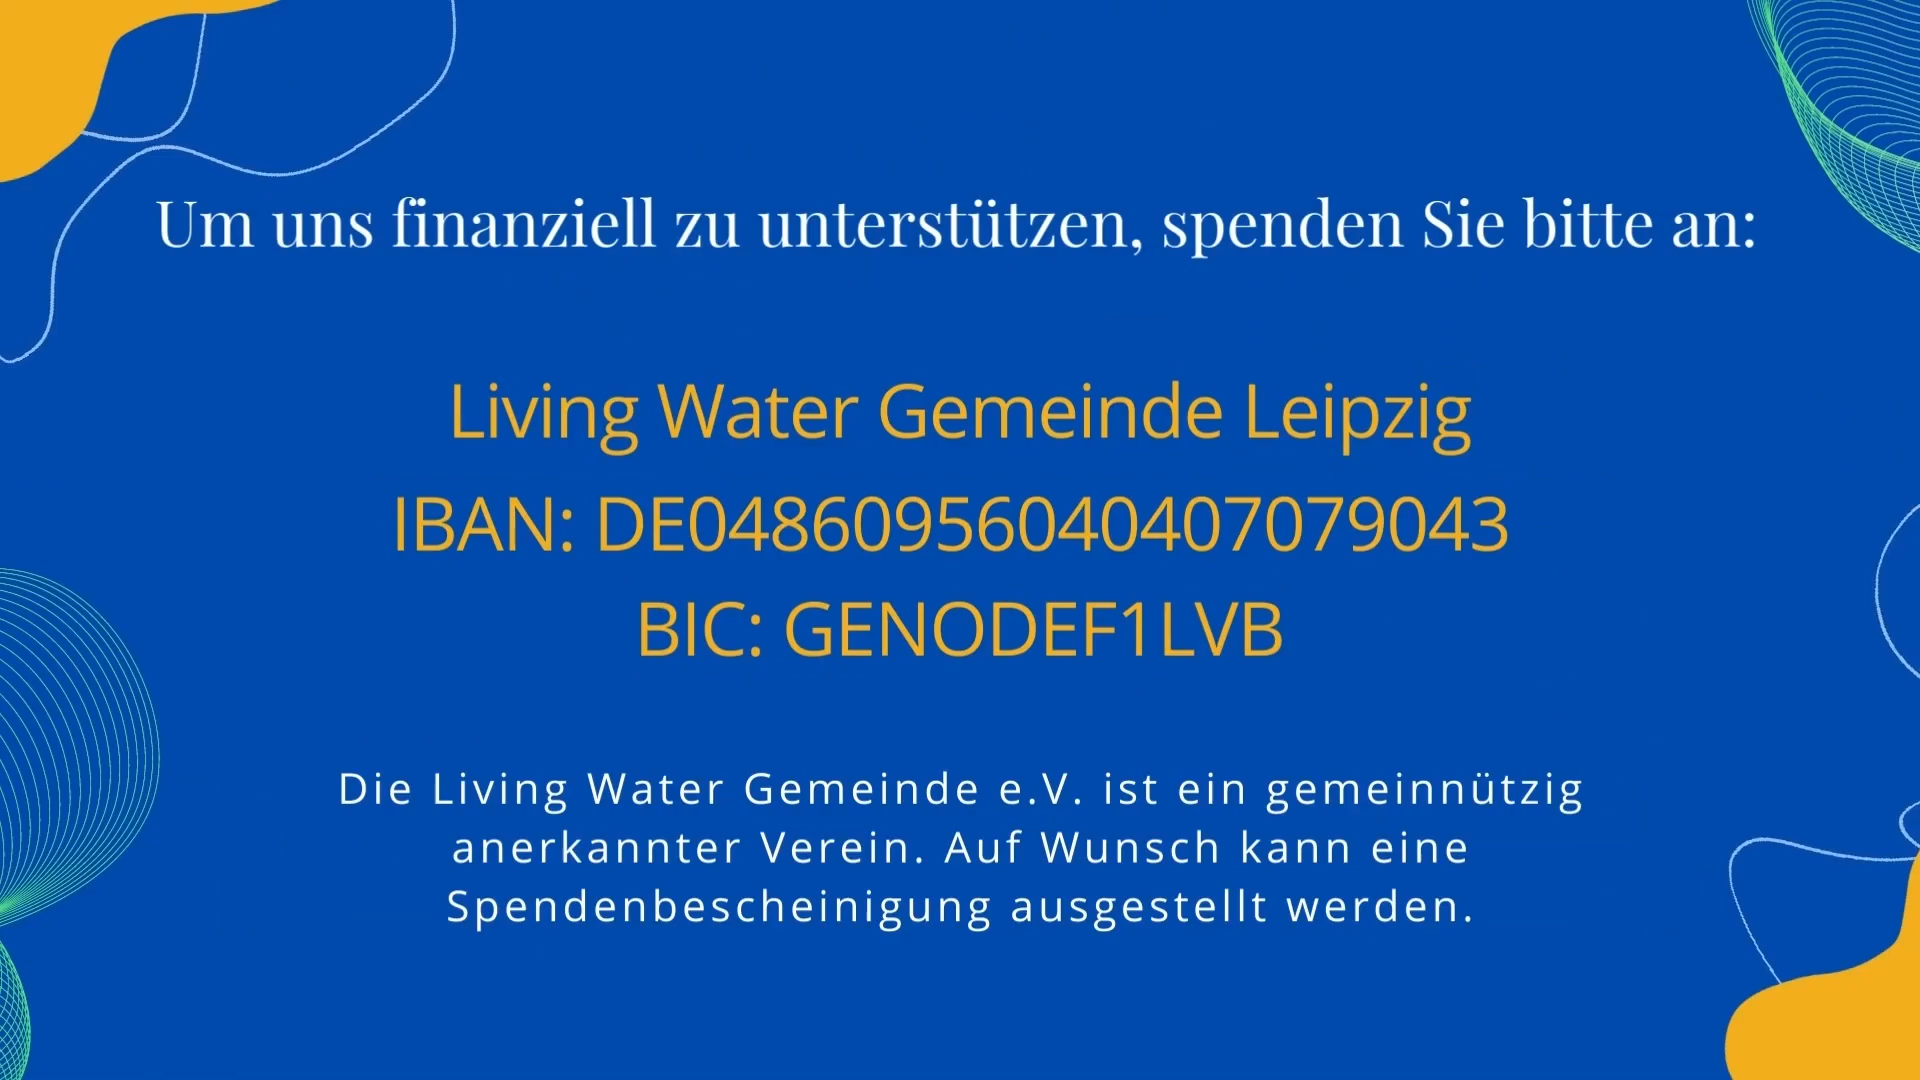 Um uns finanziell zu unterstützen, spenden Sie bitte an:
Living Water Gemeinde Leipzig
IBAN: DE04860956040407079043
BIC: GENODEF1LVB
Die Living Water Gemeinde e.V. ist ein gemeinnützig
anerkannter Verein. Auf Wunsch kann eine
Spendenbescheinigung ausgestellt werden.